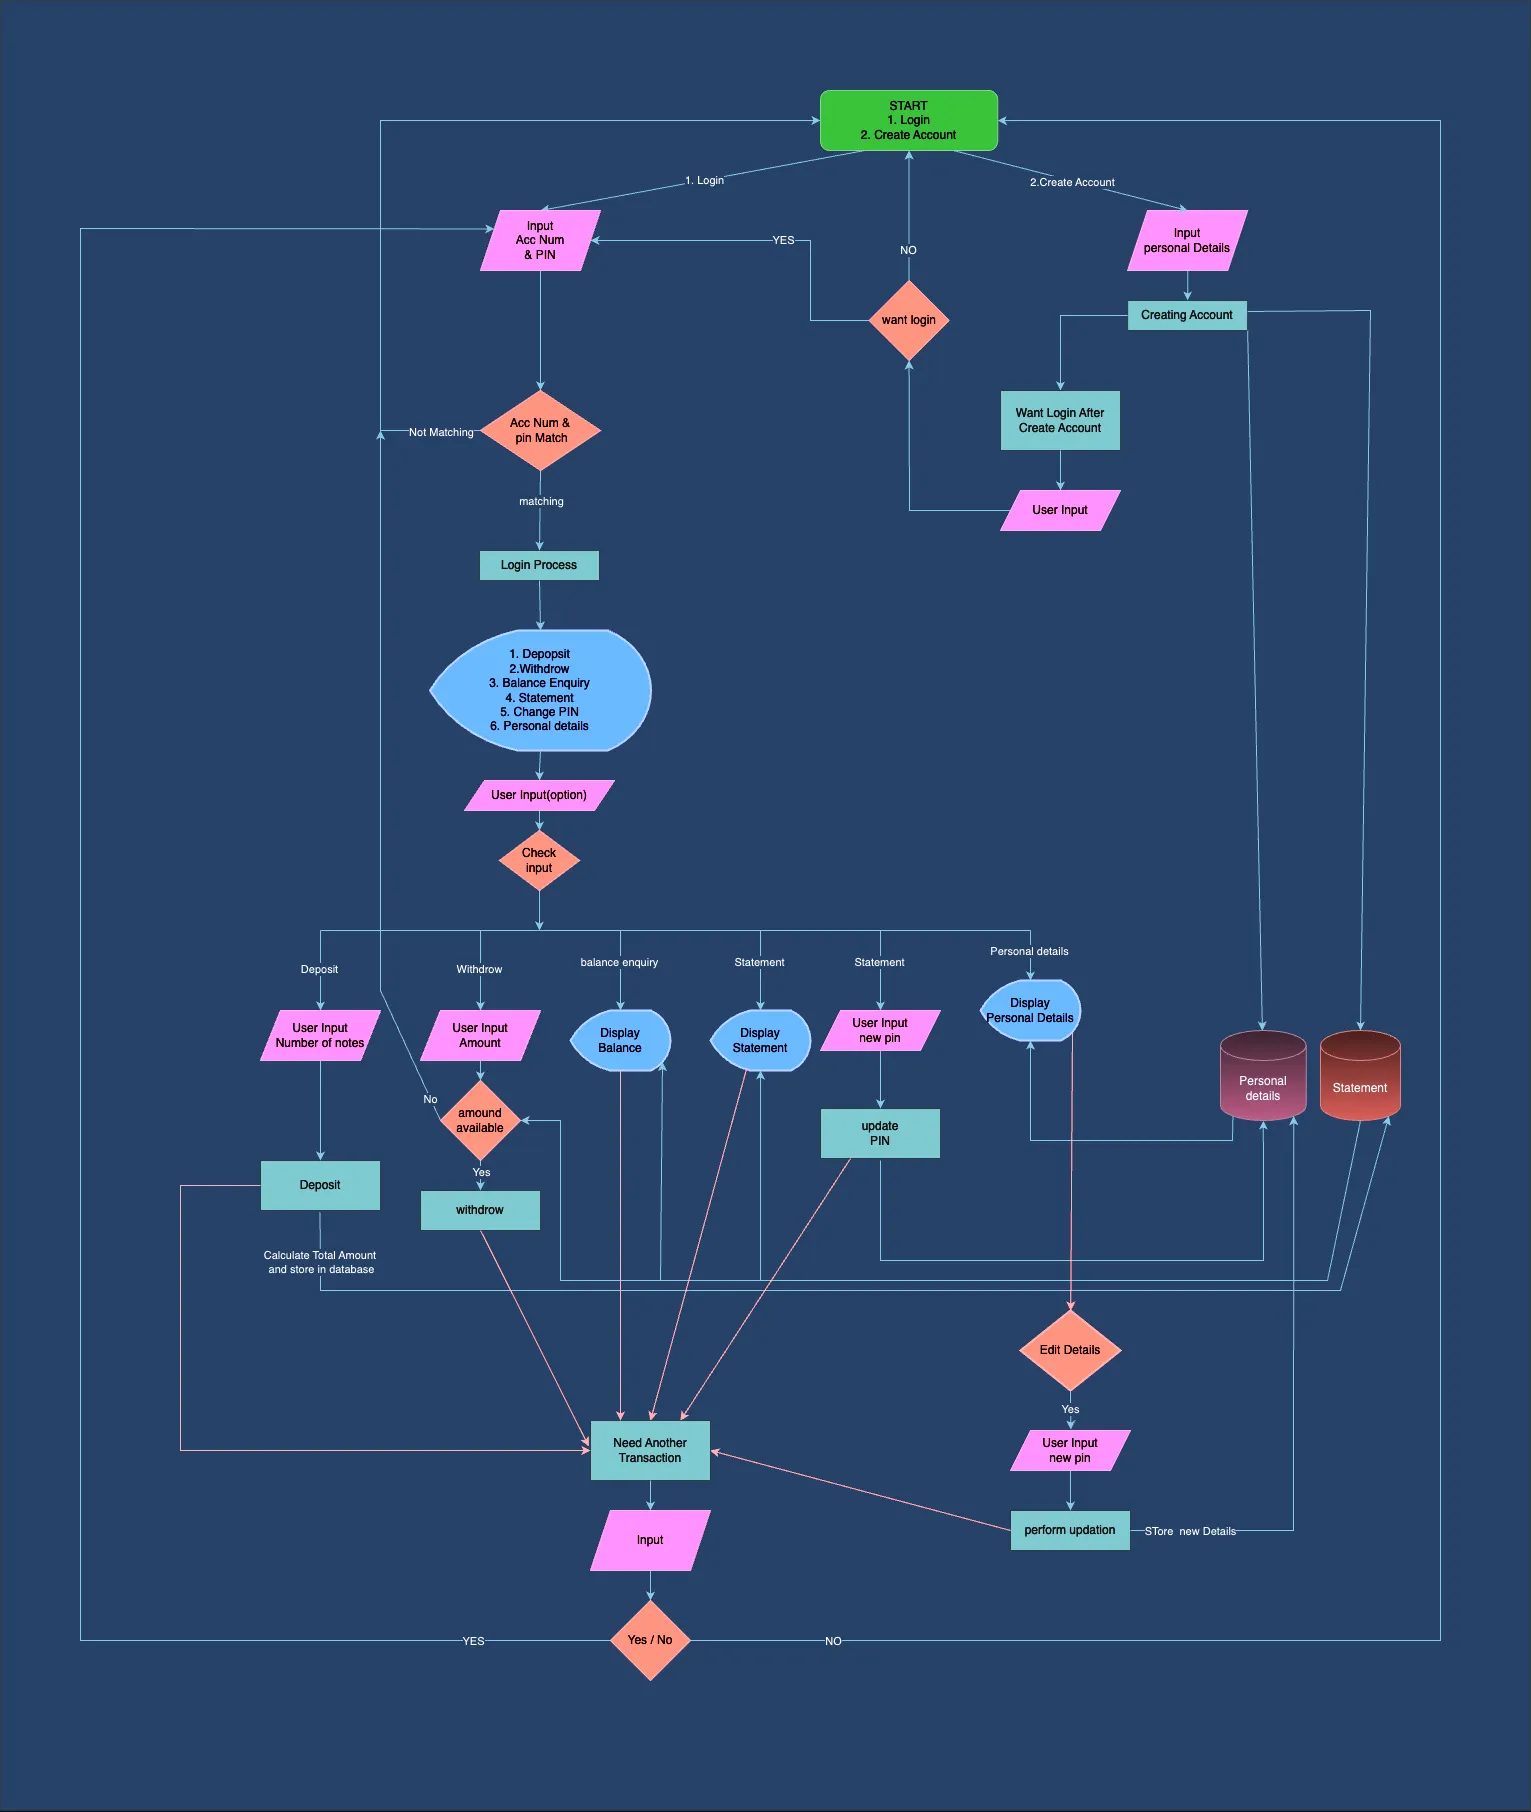 START
1. Login
2. Create Account
1. Login
2.Create Account
Input
Acc Num
& PIN
YES
NO
Input
personal Details
want login
Creating Account
Want Login After
Create Account
Acc Num &
pin Match
Not Matching
matching
User Input
Login Process
1. Depopsit
2.Withdrow
3. Balance Enquiry
4. Statement
5. Change PIN
6. Personal details
User Input(option)
Check
input
Deposit
Withdrow
balance enquiry
Statement
Statement
Personal details
User Input
Number of notes
User Input
Amount
Display
Balance
Display
Statement
User Input
new pin
Display
Personal Details
Personal
details
Statement
No
amound
available
update
PIN
Yes
Deposit
withdrow
Calculate Total Amount
and store in database
Edit Details
Yes
Need Another
Transaction
User Input
new pin
Input
perform updation
STore new Details
YES
Yes / No
NO